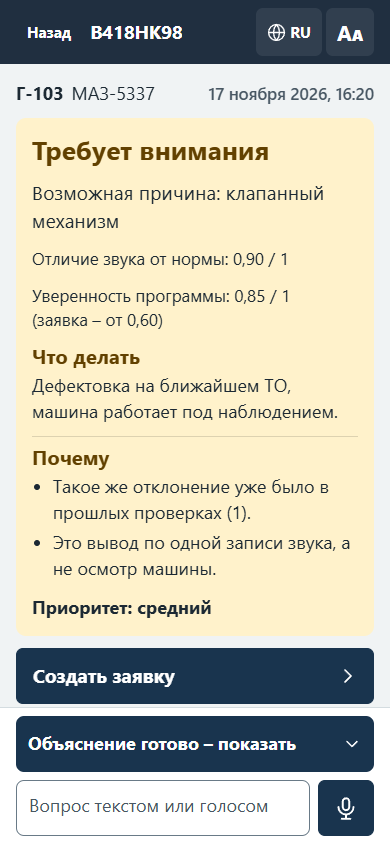 Назад В418НК98 RU Aᴀ
Г-103 МАЗ-5337 17 ноября 2026, 16:20
Требует внимания
Возможная причина: клапанный
механизм
Отличие звука от нормы: 0,90 / 1
Уверенность программы: 0,85 / 1
(заявка – от 0,60)
Что делать
Дефектовка на ближайшем ТО,
машина работает под наблюдением.
Почему
• Такое же отклонение уже было в
прошлых проверках (1).
• Это вывод по одной записи звука, а
не осмотр машины.
Приоритет: средний
Создать заявку
Объяснение готово – показать
Вопрос текстом или голосом